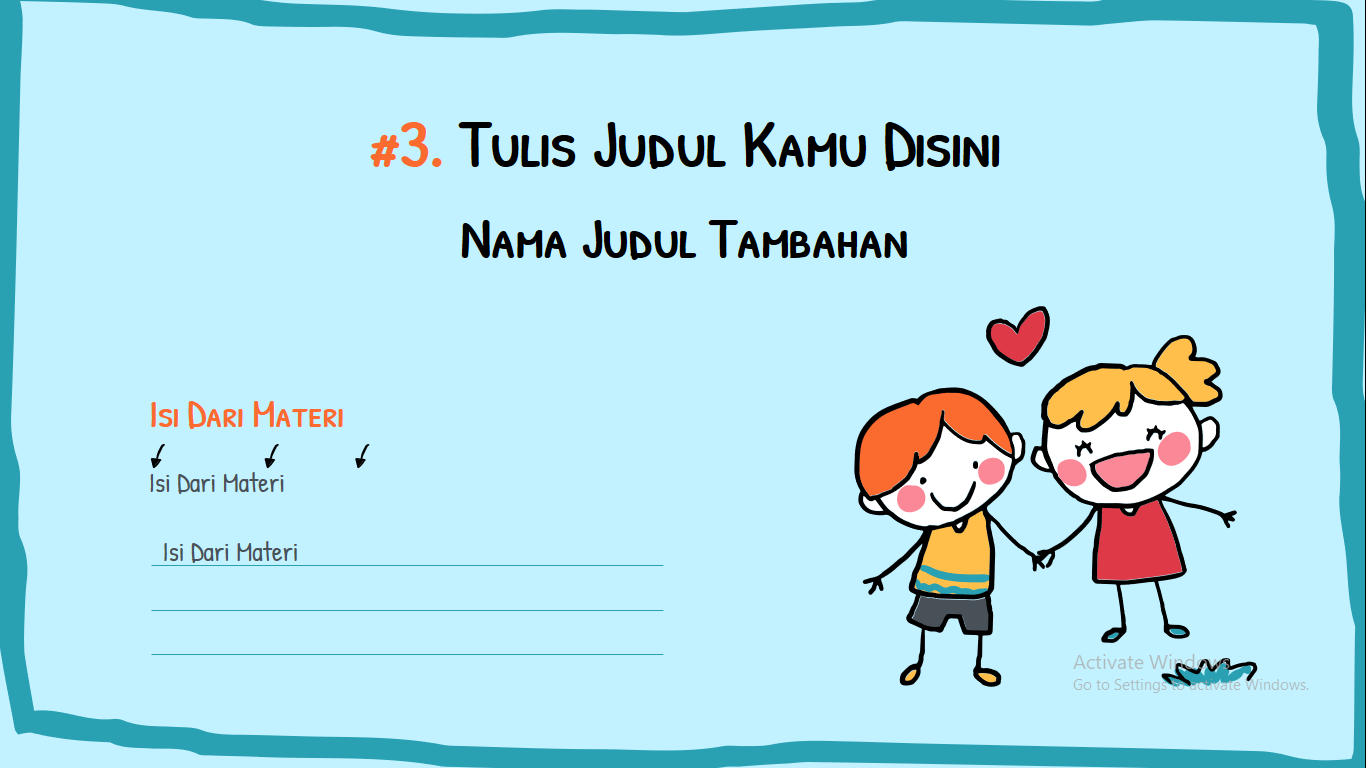 #3. Tulis Judul Kamu Disini
Nama Judul Tambahan
Isi Dari Materi
Isi Dari Materi
Isi Dari Materi
Activate Windows
Go to Settings to activate Windows.